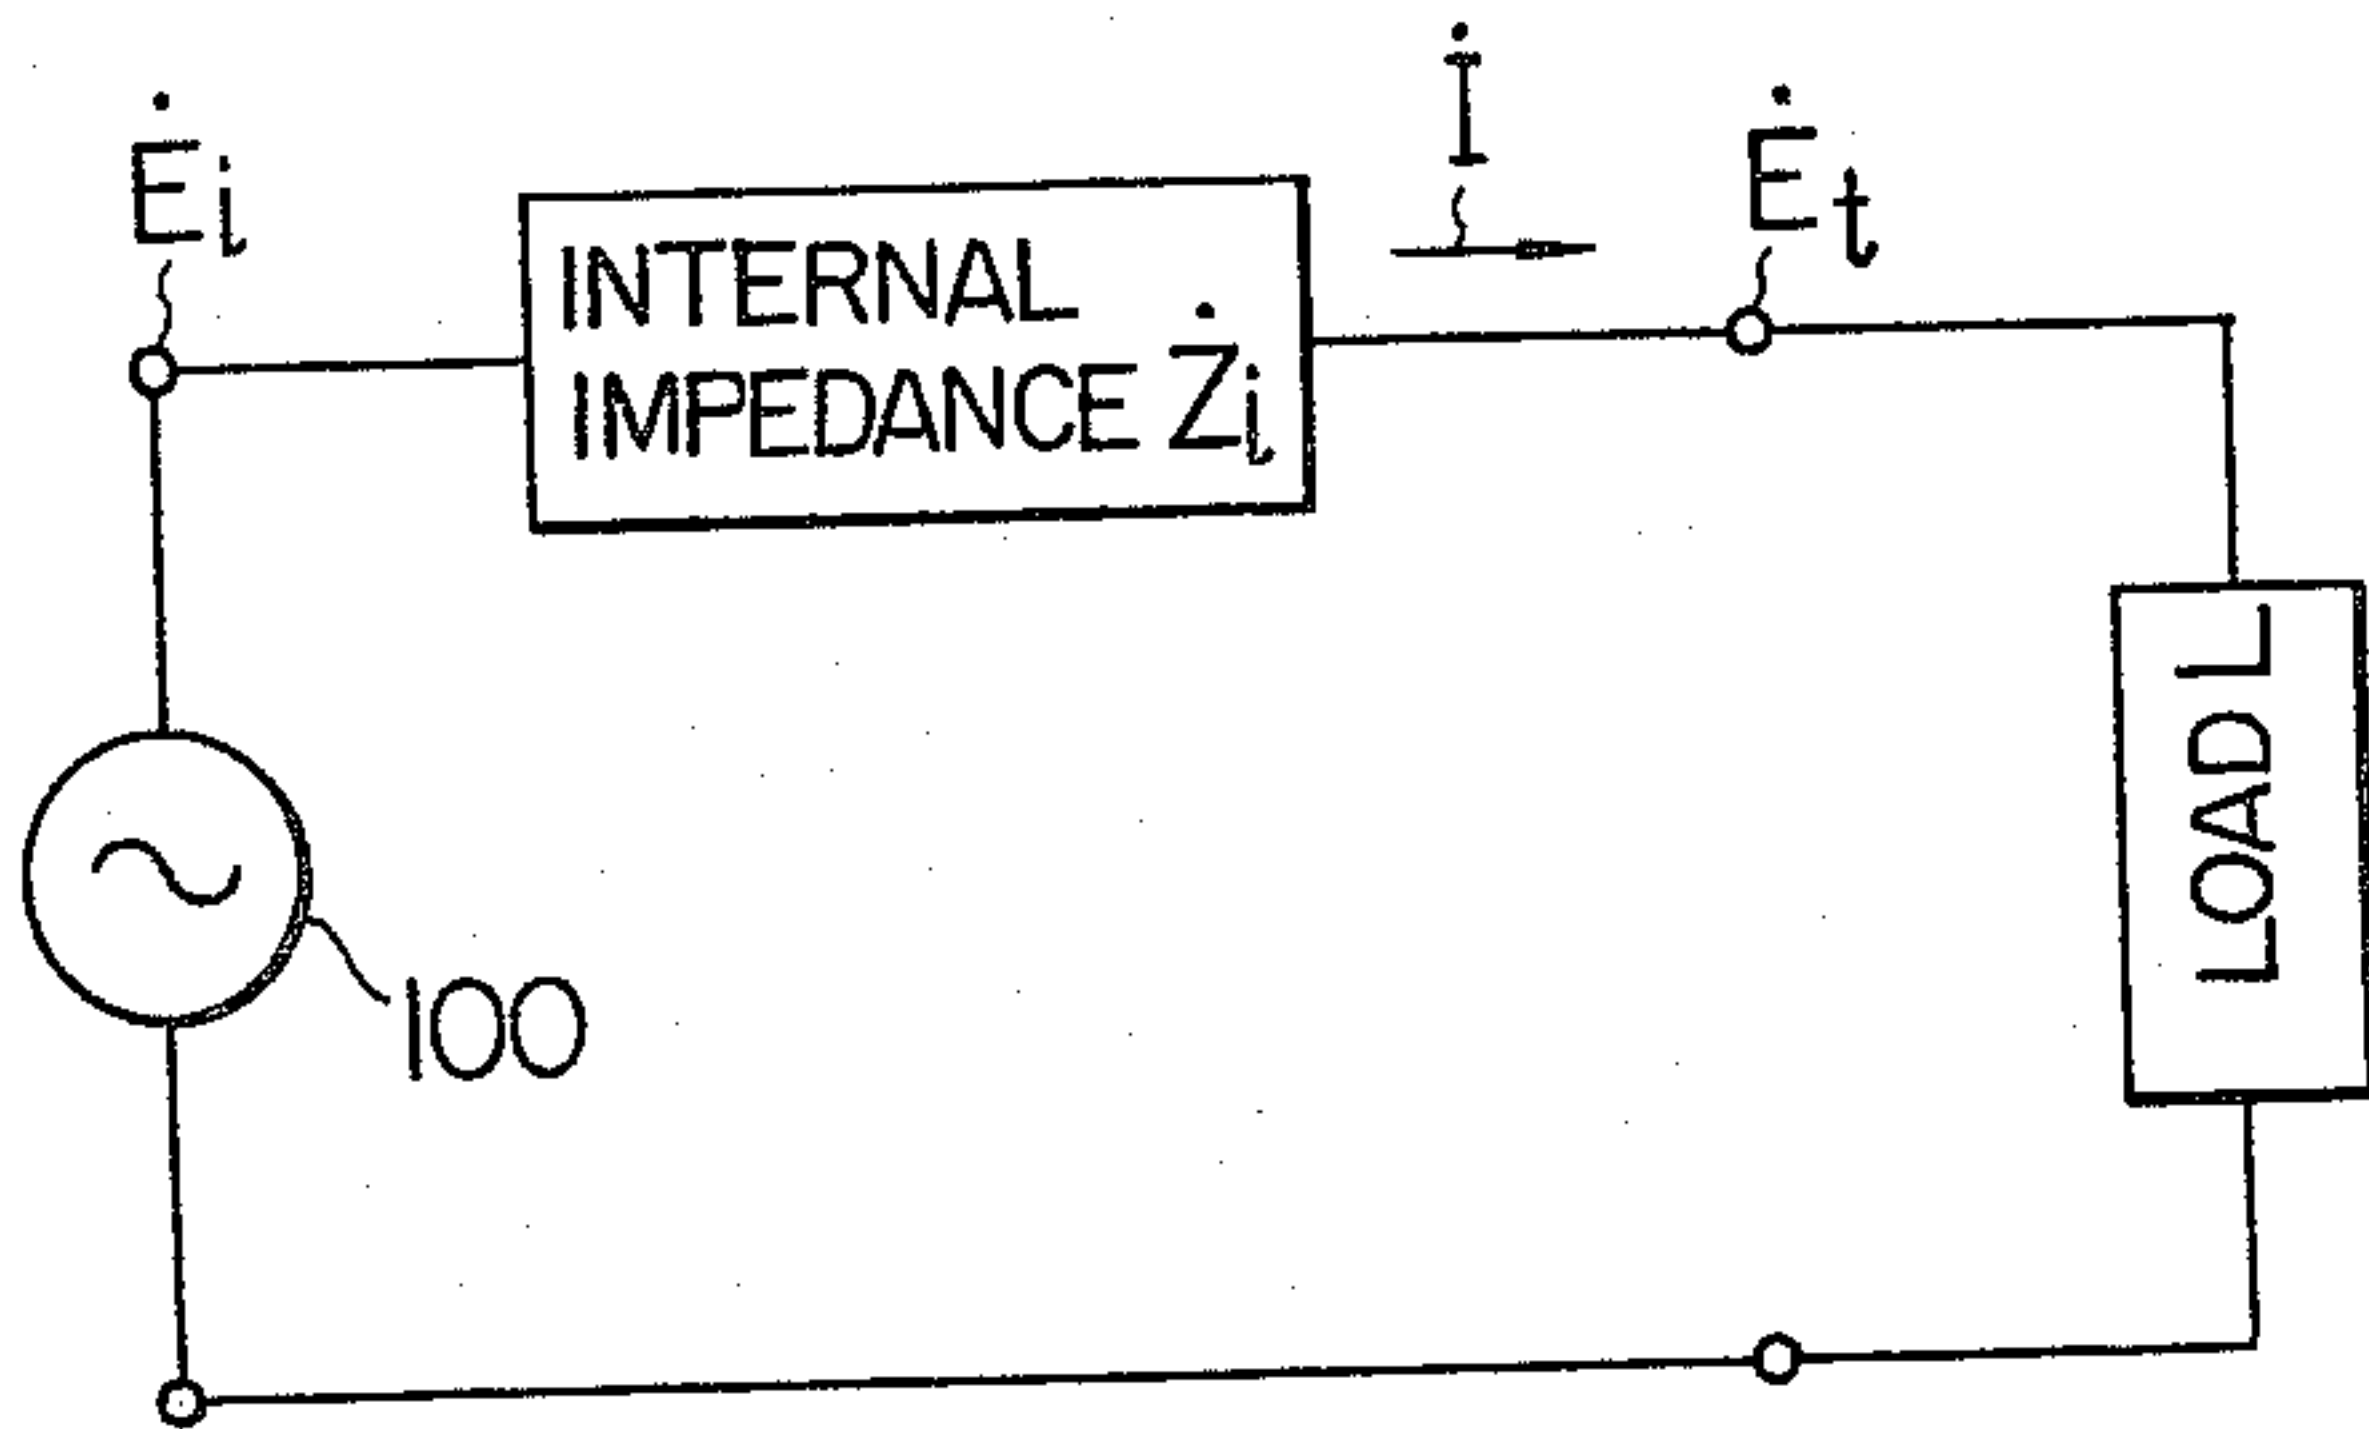 Ėi
İ
Ėt
INTERNAL
IMPEDANCE Żi
LOAD L
100